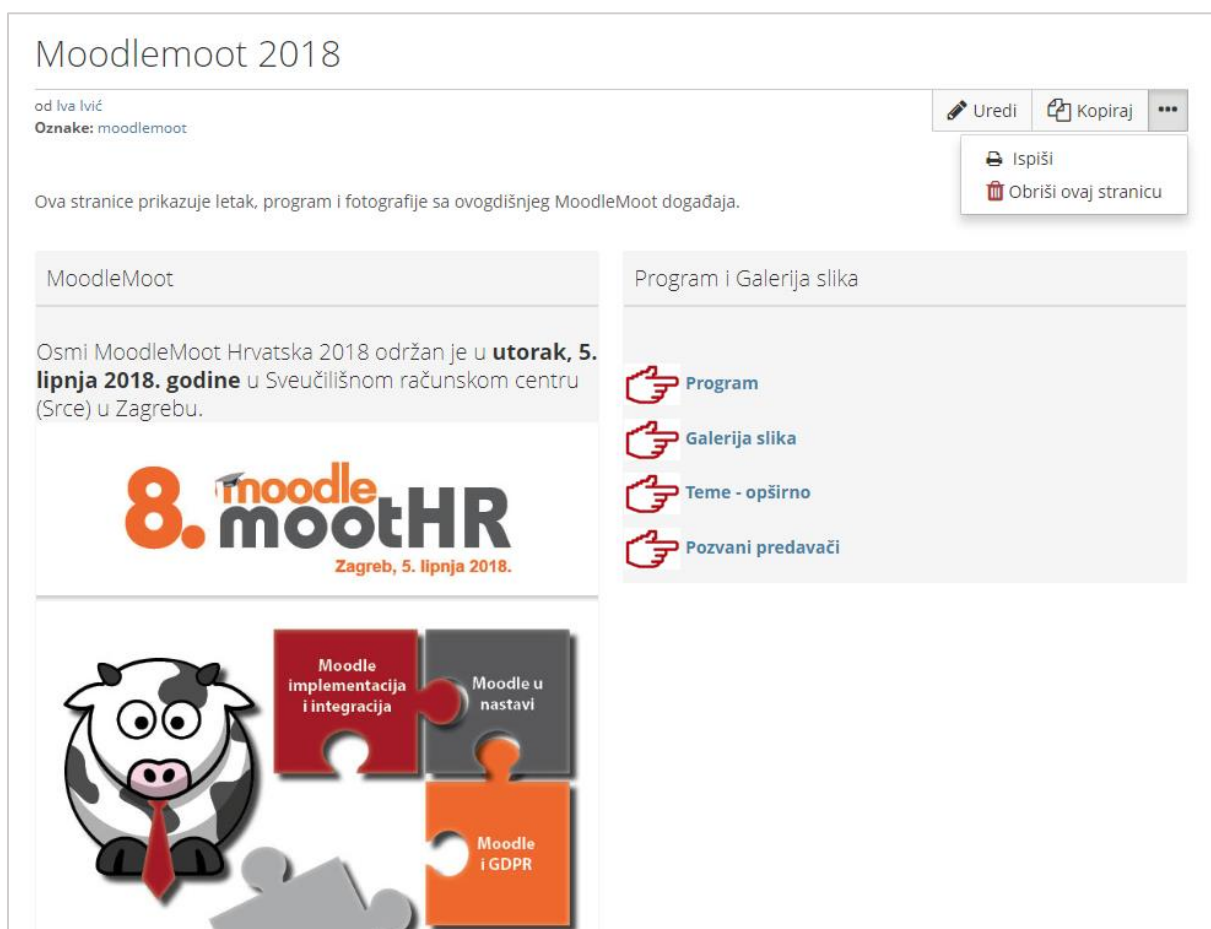 Moodlemoot 2018
od Iva Ivić
Oznake: moodlemoot
Uredi
Kopiraj
•••
Ispiši
Obriši ovaj stranicu
Ova stranice prikazuje letak, program i fotografije sa ovogdišnjeg MoodleMoot događaja.
MoodleMoot
Osmi MoodleMoot Hrvatska 2018 održan je u utorak, 5.
lipnja 2018. godine u Sveučilišnom računskom centru
(Srce) u Zagrebu.
8. moodle
mootHR
Zagreb, 5. lipnja 2018.
Moodle
implementacija
i integracija
Moodle u
nastavi
Moodle
i GDPR
Program i Galerija slika
Program
Galerija slika
Teme - opširno
Pozvani predavači